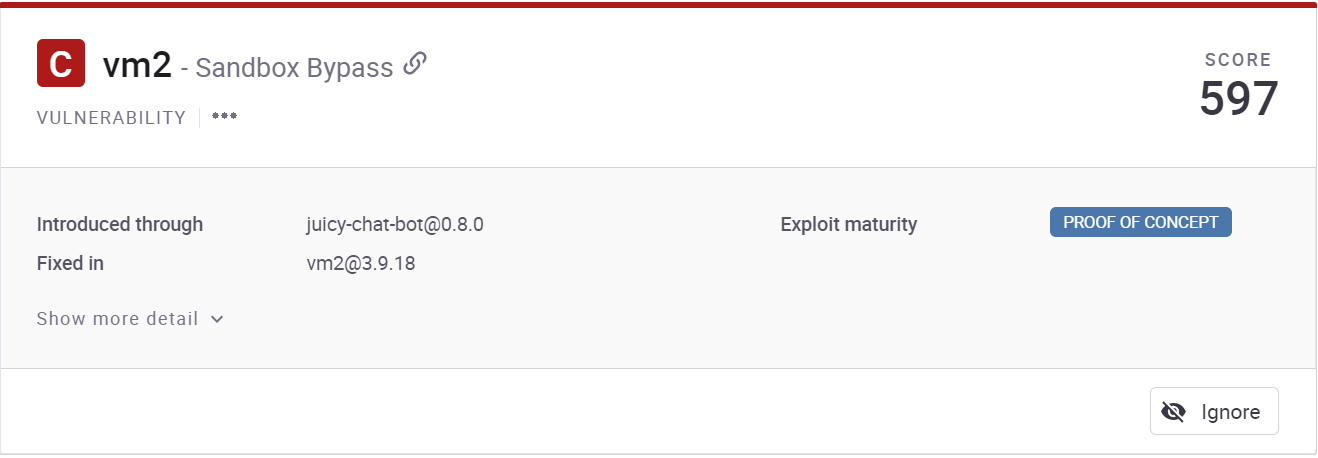 C vm2 - Sandbox Bypass
SCORE
597
VULNERABILITY
Introduced through juicy-chat-bot@0.8.0 Exploit maturity PROOF OF CONCEPT
Fixed in vm2@3.9.18
Show more detail
Ignore